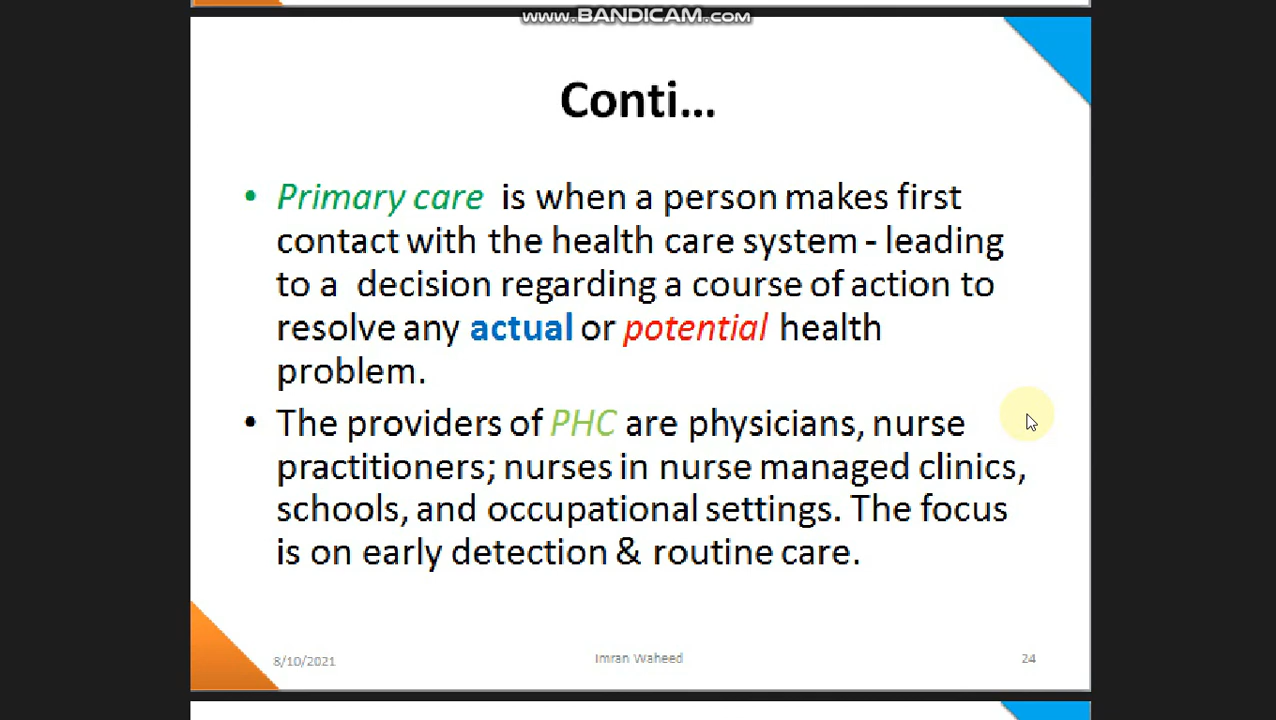 www.BANDICAM.com
Conti...
• Primary care is when a person makes first
contact with the health care system - leading
to a decision regarding a course of action to
resolve any actual or potential health
problem.
• The providers of PHC are physicians, nurse
practitioners; nurses in nurse managed clinics,
schools, and occupational settings. The focus
is on early detection & routine care.
8/10/2021
Imran Waheed
24